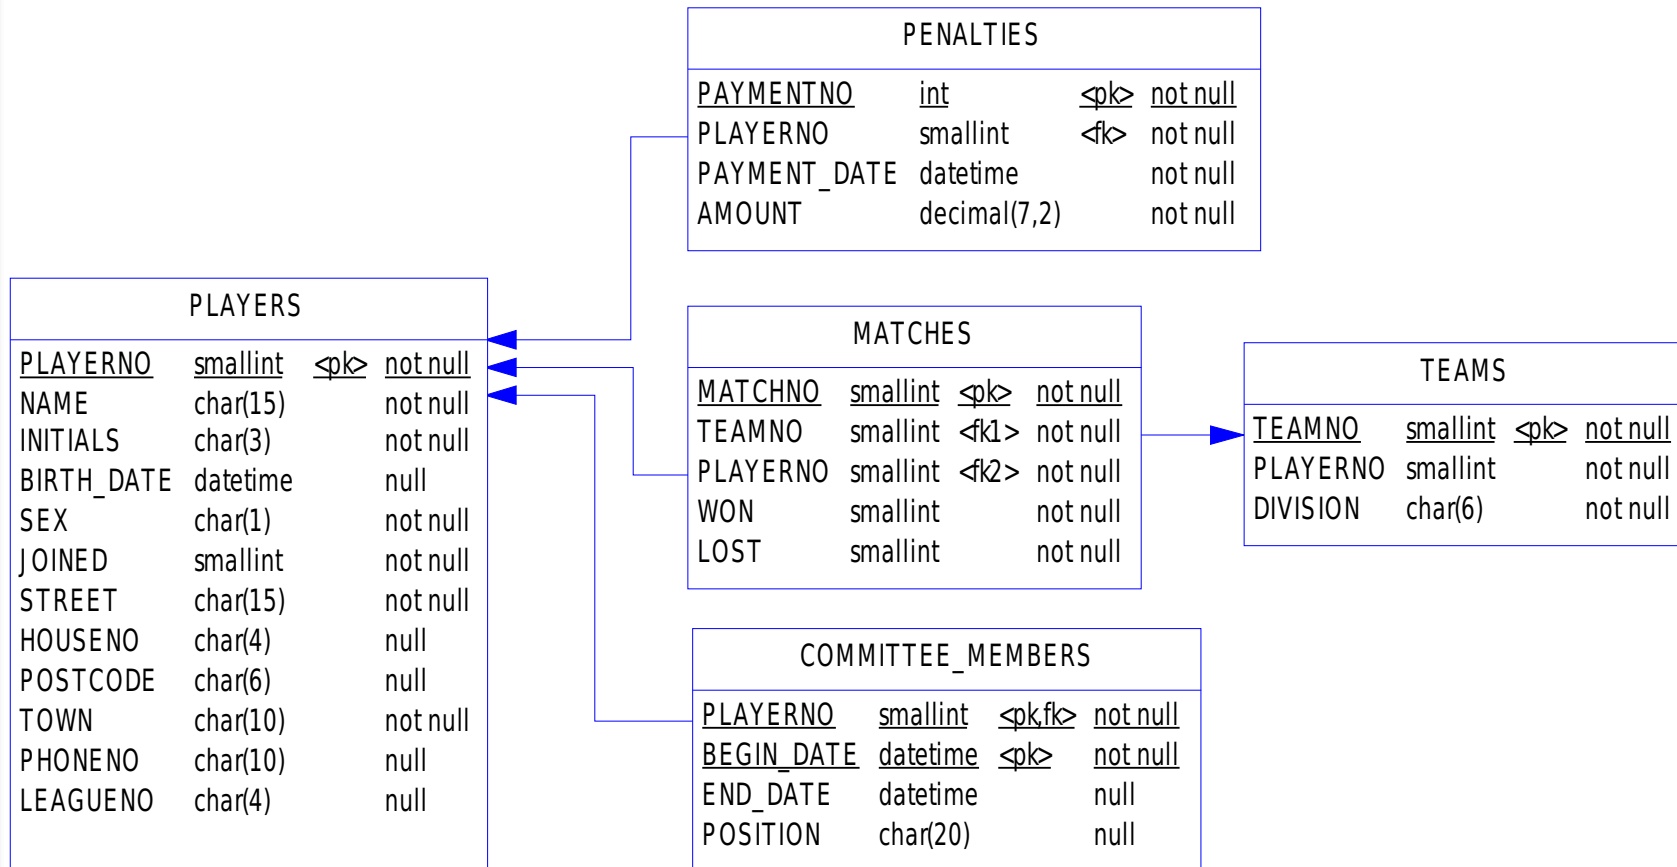 PENALTIES
PAYMENTNO int <pk> not null
PLAYERNO smallint <fk> not null
PAYMENT_DATE datetime not null
AMOUNT decimal(7,2) not null
PLAYERS
PLAYERNO smallint <pk> not null
NAME char(15) not null
INITIALS char(3) not null
BIRTH_DATE datetime null
SEX char(1) not null
JOINED smallint not null
STREET char(15) not null
HOUSENO char(4) null
POSTCODE char(6) null
TOWN char(10) not null
PHONENO char(10) null
LEAGUENO char(4) null
MATCHES
MATCHNO smallint <pk> not null
TEAMNO smallint <fk1> not null
PLAYERNO smallint <fk2> not null
WON smallint not null
LOST smallint not null
TEAMS
TEAMNO smallint <pk> not null
PLAYERNO smallint not null
DIVISION char(6) not null
COMMITTEE_MEMBERS
PLAYERNO smallint <pk,fk> not null
BEGIN_DATE datetime <pk> not null
END_DATE datetime null
POSITION char(20) null